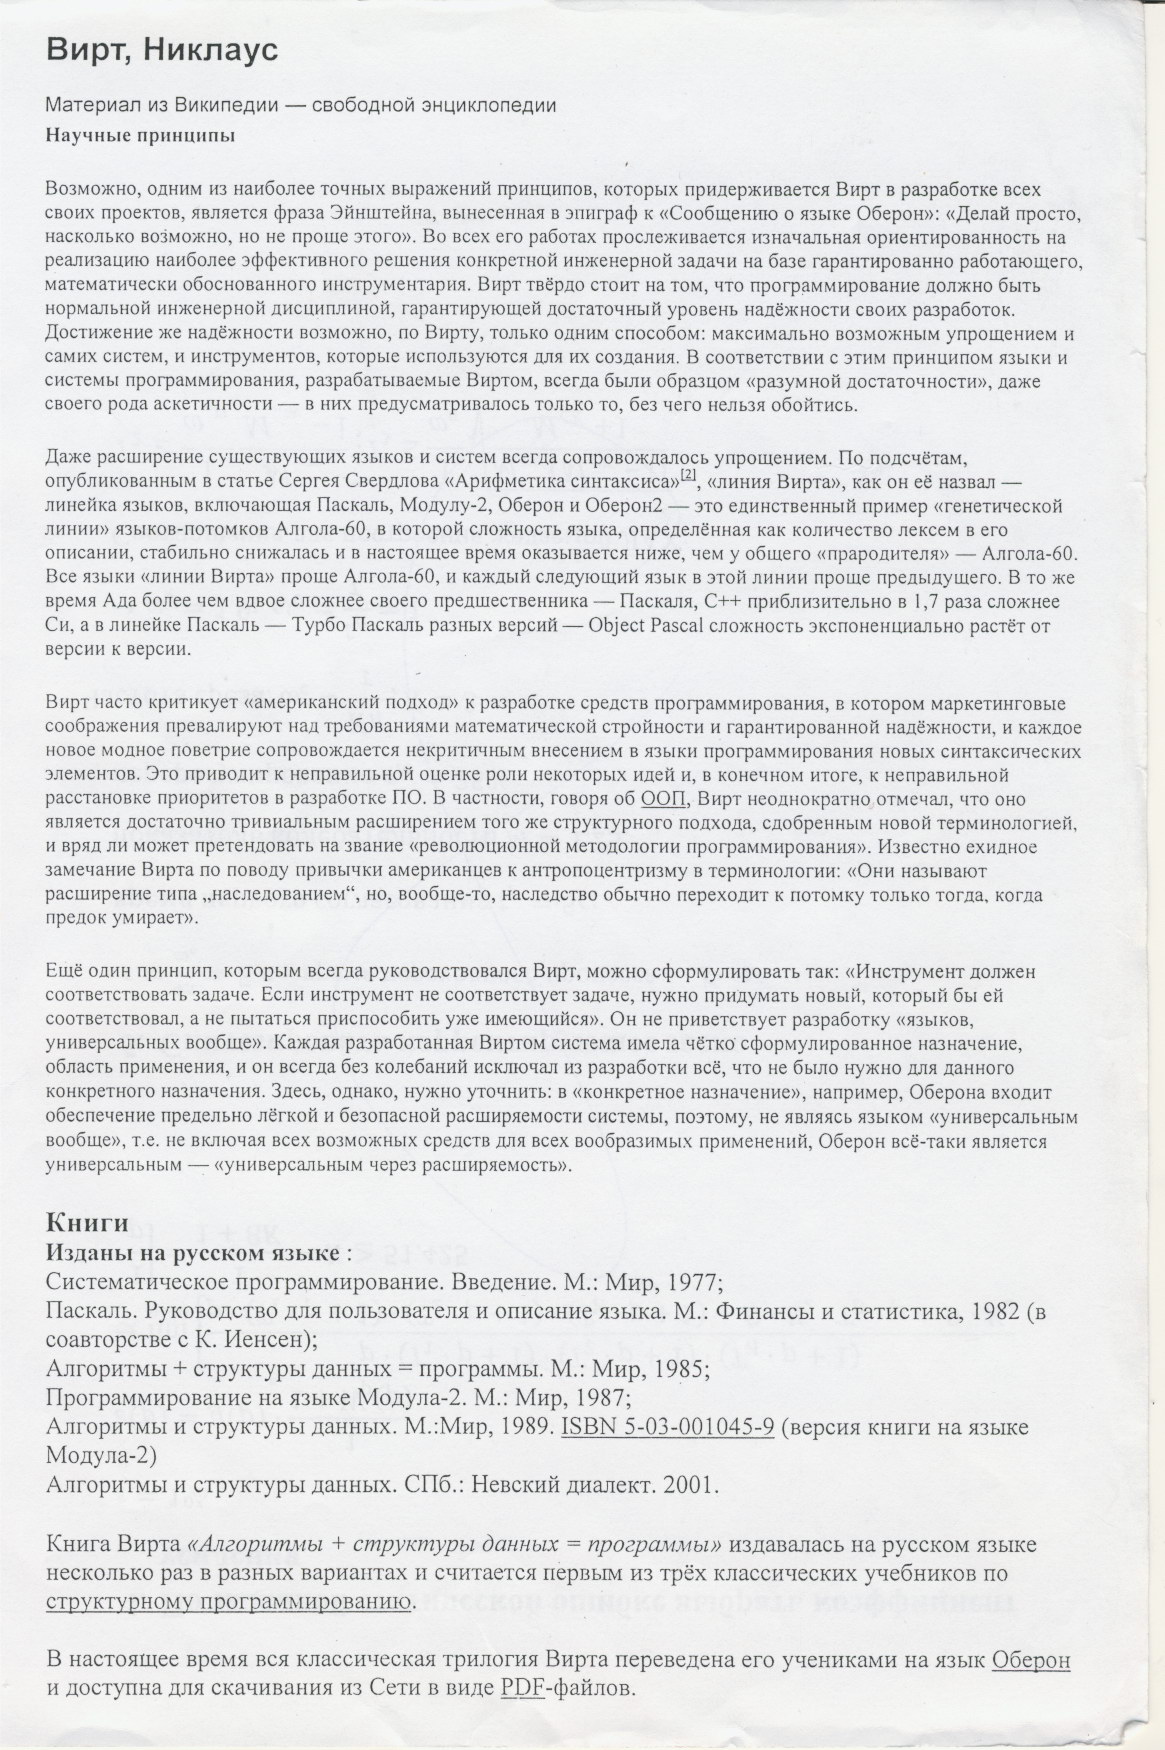 Вирт, Никлаус
Материал из Википедии — свободной энциклопедии
Научные принципы
Возможно, одним из наиболее точных выражений принципов, которых придерживается Вирт в разработке всех
своих проектов, является фраза Эйнштейна, вынесенная в эпиграф к «Сообщению о языке Оберон»: «Делай просто,
насколько возможно, но не проще этого». Во всех его работах прослеживается изначальная ориентированность на
реализацию наиболее эффективного решения конкретной инженерной задачи на базе гарантированно работающего,
математически обоснованного инструментария. Вирт твёрдо стоит на том, что программирование должно быть
нормальной инженерной дисциплиной, гарантирующей достаточный уровень надёжности своих разработок.
Достижение же надёжности возможно, по Вирту, только одним способом: максимально возможным упрощением и
самих систем, и инструментов, которые используются для их создания. В соответствии с этим принципом языки и
системы программирования, разрабатываемые Виртом, всегда были образцом «разумной достаточности», даже
своего рода аскетичности — в них предусматривалось только то, без чего нельзя обойтись.
Даже расширение существующих языков и систем всегда сопровождалось упрощением. По подсчётам,
опубликованным в статье Сергея Свердлова «Арифметика синтаксиса»[2], «линия Вирта», как он её назвал —
линейка языков, включающая Паскаль, Модулу-2, Оберон и Оберон2 — это единственный пример «генетической
линии» языков-потомков Алгола-60, в которой сложность языка, определённая как количество лексем в его
описании, стабильно снижалась и в настоящее время оказывается ниже, чем у общего «прародителя» — Алгола-60.
Все языки «линии Вирта» проще Алгола-60, и каждый следующий язык в этой линии проще предыдущего. В то же
время Ада более чем вдвое сложнее своего предшественника — Паскаля, C++ приблизительно в 1,7 раза сложнее
Си, а в линейке Паскаль — Турбо Паскаль разных версий — Object Pascal сложность экспоненциально растёт от
версии к версии.
Вирт часто критикует «американский подход» к разработке средств программирования, в котором маркетинговые
соображения превалируют над требованиями математической стройности и гарантированной надёжности, и каждое
новое модное поветрие сопровождается некритичным внесением в языки программирования новых синтаксических
элементов. Это приводит к неправильной оценке роли некоторых идей и, в конечном итоге, к неправильной
расстановке приоритетов в разработке ПО. В частности, говоря об ООП, Вирт неоднократно отмечал, что оно
является достаточно тривиальным расширением того же структурного подхода, сдобренным новой терминологией,
и вряд ли может претендовать на звание «революционной методологии программирования». Известно ехидное
замечание Вирта по поводу привычки американцев к антропоцентризму в терминологии: «Они называют
расширение типа „наследованием“, но, вообще-то, наследство обычно переходит к потомку только тогда, когда
предок умирает».
Ещё один принцип, которым всегда руководствовался Вирт, можно сформулировать так: «Инструмент должен
соответствовать задаче. Если инструмент не соответствует задаче, нужно придумать новый, который бы ей
соответствовал, а не пытаться приспособить уже имеющийся». Он не приветствует разработку «языков,
универсальных вообще». Каждая разработанная Виртом система имела чётко сформулированное назначение,
область применения, и он всегда без колебаний исключал из разработки всё, что не было нужно для данного
конкретного назначения. Здесь, однако, нужно уточнить: в «конкретное назначение», например, Оберона входит
обеспечение предельно лёгкой и безопасной расширяемости системы, поэтому, не являясь языком «универсальным
вообще», т.е. не включая всех возможных средств для всех вообразимых применений, Оберон всё-таки является
универсальным — «универсальным через расширяемость».
Книги
Изданы на русском языке :
Систематическое программирование. Введение. М.: Мир, 1977;
Паскаль. Руководство для пользователя и описание языка. М.: Финансы и статистика, 1982 (в
соавторстве с К. Иенсен);
Алгоритмы + структуры данных = программы. М.: Мир, 1985;
Программирование на языке Модула-2. М.: Мир, 1987;
Алгоритмы и структуры данных. М.:Мир, 1989. ISBN 5-03-001045-9 (версия книги на языке
Модула-2)
Алгоритмы и структуры данных. СПб.: Невский диалект. 2001.
Книга Вирта «Алгоритмы + структуры данных = программы» издавалась на русском языке
несколько раз в разных вариантах и считается первым из трёх классических учебников по
структурному программированию.
В настоящее время вся классическая трилогия Вирта переведена его учениками на язык Оберон
и доступна для скачивания из Сети в виде PDF-файлов.